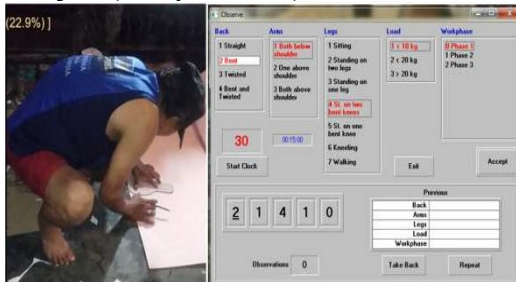 (22.9%) ]
Observe
Back
1 Straight
2 Bent
3 Twisted
4 Bent and
Twisted
Arms
1 Both below
shoulder
2 One above
shoulder
3 Both above
shoulder
Legs
1 Sitting
2 Standing on
two legs
3 Standing on
one leg
4 St. on two
bent knees
5 St. on one
bent knee
6 Kneeling
7 Walking
Load
1 < 10 kg
2 < 20 kg
3 > 20 kg
Workphase
0 Phase 1
1 Phase 2
2 Phase 3
30
00:15:00
Start Clock
Exit
Accept
2 1 4 1 0
Observations 0
Previous
Back
Arms
Legs
Load
Workphase
Take Back
Repeat